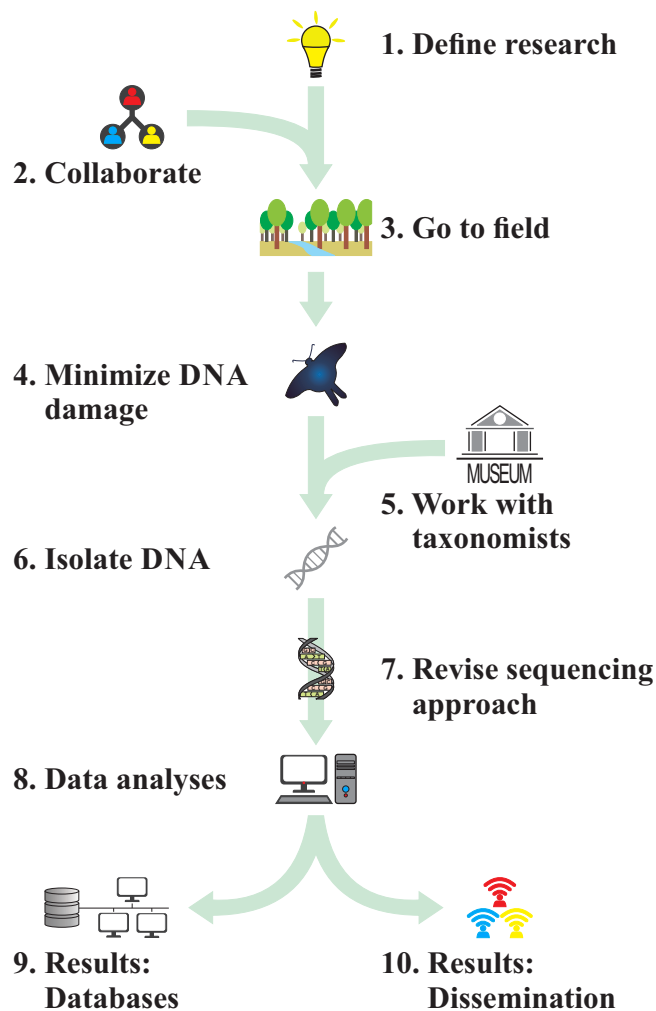 1. Define research
2. Collaborate
3. Go to field
4. Minimize DNA
damage
MUSEUM
5. Work with
taxonomists
6. Isolate DNA
7. Revise sequencing
approach
8. Data analyses
9. Results:
Databases
10. Results:
Dissemination